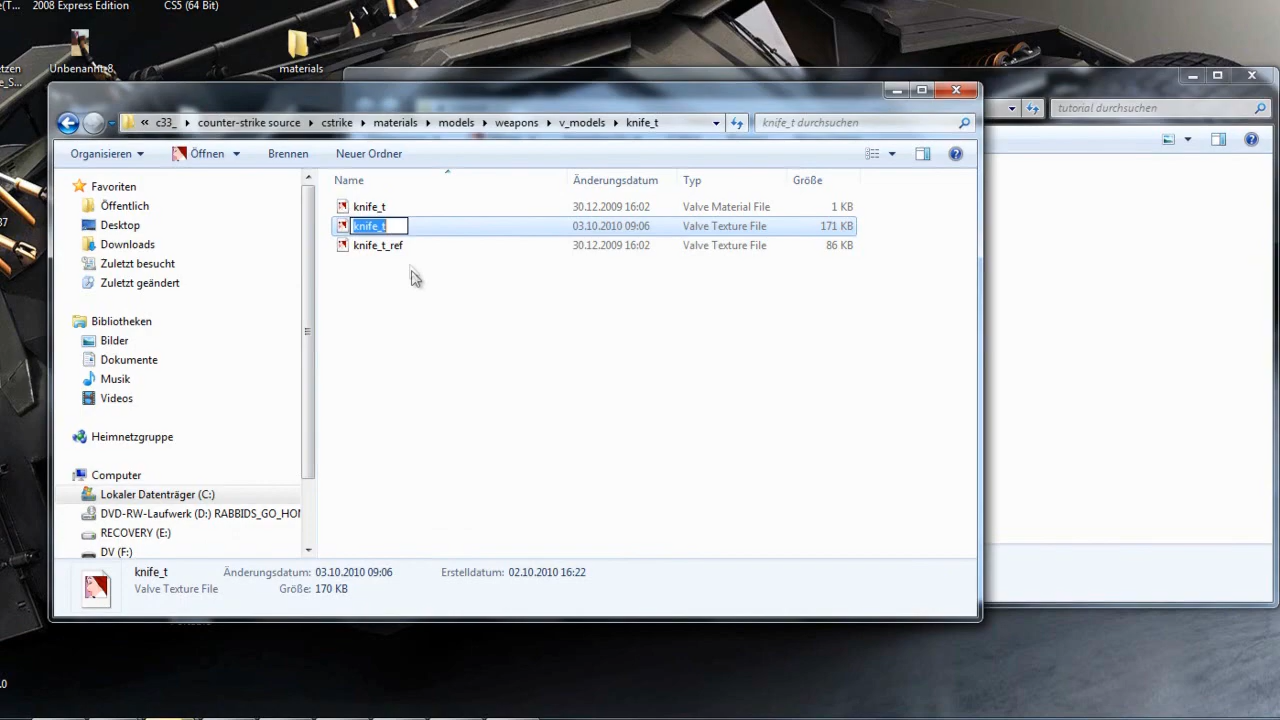 2008 Express Edition
CS5 (64 Bit)
Unbenannt-8
materials
etzen
e_S...
tutorial durchsuchen
« c33_ counter-strike source cstrike materials models weapons v_models knife_t
knife_t durchsuchen
Organisieren Öffnen Brennen Neuer Ordner
Name Änderungsdatum Typ Größe
knife_t 30.12.2009 16:02 Valve Material File 1 KB
knife_t 03.10.2010 09:06 Valve Texture File 171 KB
knife_t_ref 30.12.2009 16:02 Valve Texture File 86 KB
Favoriten
Öffentlich
Desktop
Downloads
Zuletzt besucht
Zuletzt geändert
Bibliotheken
Bilder
Dokumente
Musik
Videos
Heimnetzgruppe
Computer
Lokaler Datenträger (C:)
DVD-RW-Laufwerk (D:) RABBIDS_GO_HO
RECOVERY (E:)
DV (F:)
knife_t Änderungsdatum: 03.10.2010 09:06 Erstelldatum: 02.10.2010 16:22
Valve Texture File Größe: 170 KB